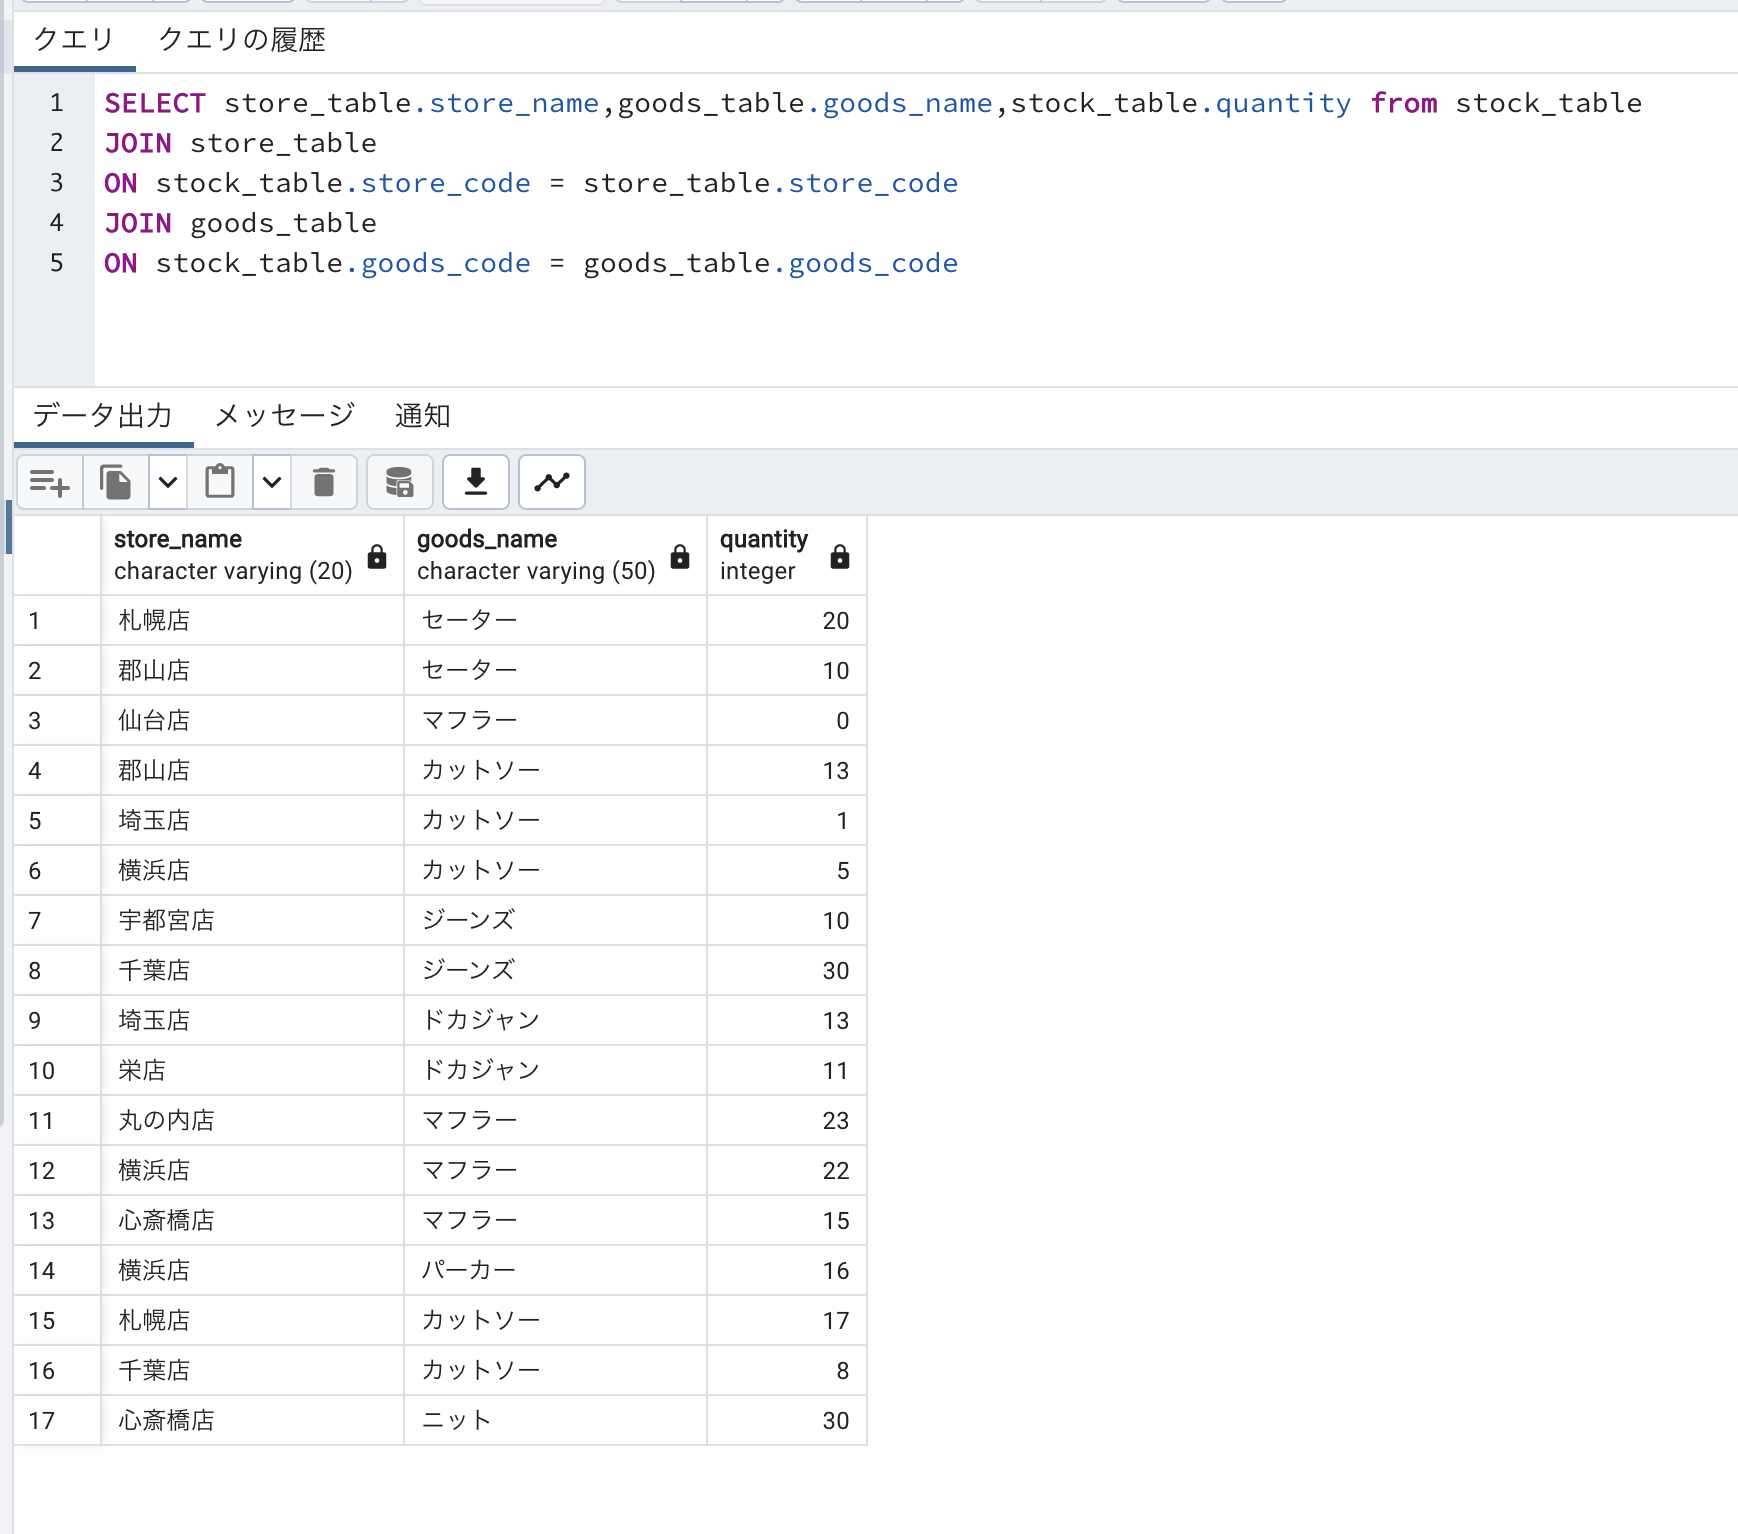 クエリ クエリの履歴
1 SELECT store_table.store_name,goods_table.goods_name,stock_table.quantity from stock_table
2 JOIN store_table
3 ON stock_table.store_code = store_table.store_code
4 JOIN goods_table
5 ON stock_table.goods_code = goods_table.goods_code
データ出力 メッセージ 通知
store_name goods_name quantity
character varying (20) character varying (50) integer
1 札幌店 セーター 20
2 郡山店 セーター 10
3 仙台店 マフラー 0
4 郡山店 カットソー 13
5 埼玉店 カットソー 1
6 横浜店 カットソー 5
7 宇都宮店 ジーンズ 10
8 千葉店 ジーンズ 30
9 埼玉店 ドカジャン 13
10 栄店 ドカジャン 11
11 丸の内店 マフラー 23
12 横浜店 マフラー 22
13 心斎橋店 マフラー 15
14 横浜店 パーカー 16
15 札幌店 カットソー 17
16 千葉店 カットソー 8
17 心斎橋店 ニット 30